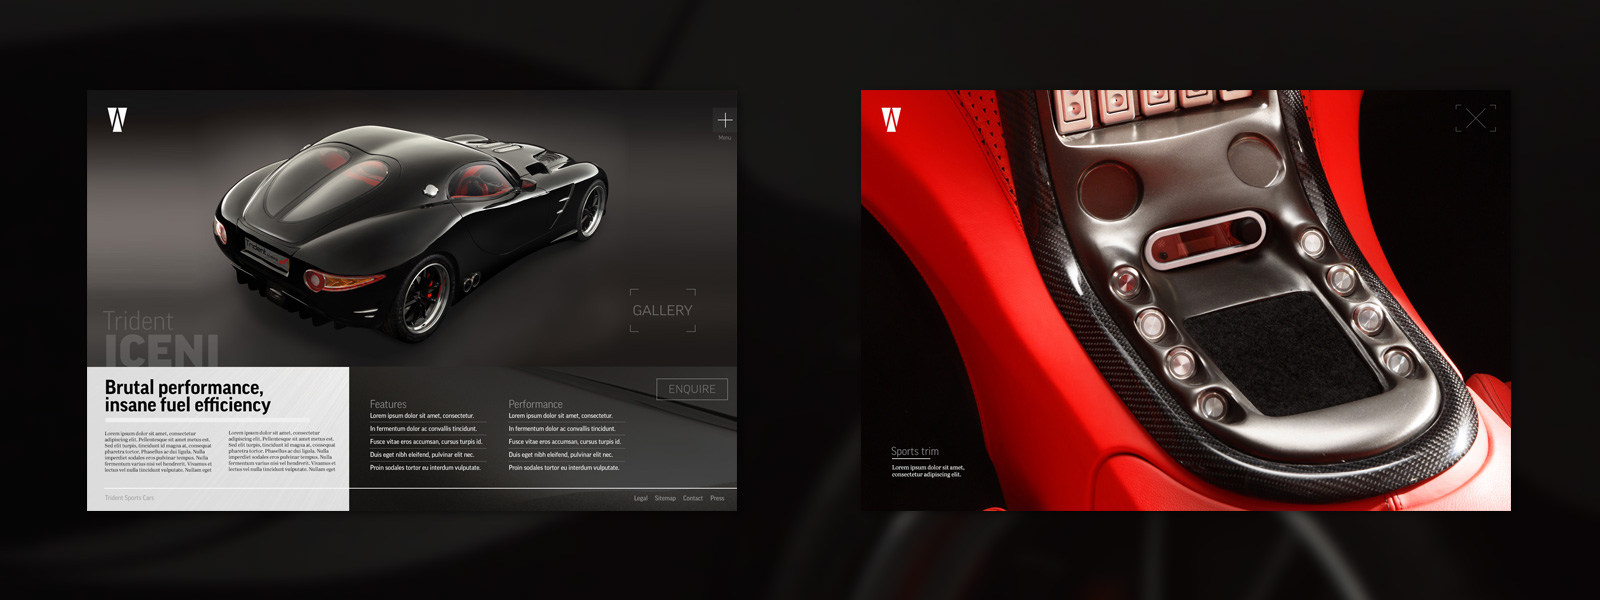 Menu
Trident
GALLERY
Trident
ICENI
Brutal performance,
insane fuel efficiency
Lorem ipsum dolor sit amet, consectetur
adipiscing elit. Pellentesque sit amet metus est.
Sed elit turpis, tincidunt id magna at, consequat
pharetra tortor. Phasellus ac dui ligula. Nulla
imperdiet sodales eros pulvinar tempus. Nulla
fermentum varius nisi vel hendrerit. Vivamus et
lectus vel nulla tincidunt vulputate. Nullam eget
Lorem ipsum dolor sit amet, consectetur
adipiscing elit. Pellentesque sit amet metus est.
Sed elit turpis, tincidunt id magna at, consequat
pharetra tortor. Phasellus ac dui ligula. Nulla
imperdiet sodales eros pulvinar tempus. Nulla
fermentum varius nisi vel hendrerit. Vivamus et
lectus vel nulla tincidunt vulputate. Nullam eget
ENQUIRE
Features
Lorem ipsum dolor sit amet, consectetur.
In fermentum dolor ac convallis tincidunt.
Fusce vitae eros accumsan, cursus turpis id.
Duis eget nibh eleifend, pulvinar elit nec.
Proin sodales tortor eu interdum vulputate.
Performance
Lorem ipsum dolor sit amet, consectetur.
In fermentum dolor ac convallis tincidunt.
Fusce vitae eros accumsan, cursus turpis id.
Duis eget nibh eleifend, pulvinar elit nec.
Proin sodales tortor eu interdum vulputate.
Trident Sports Cars
Legal Sitemap Contact Press
Sports trim
Lorem ipsum dolor sit amet,
consectetur adipiscing elit.